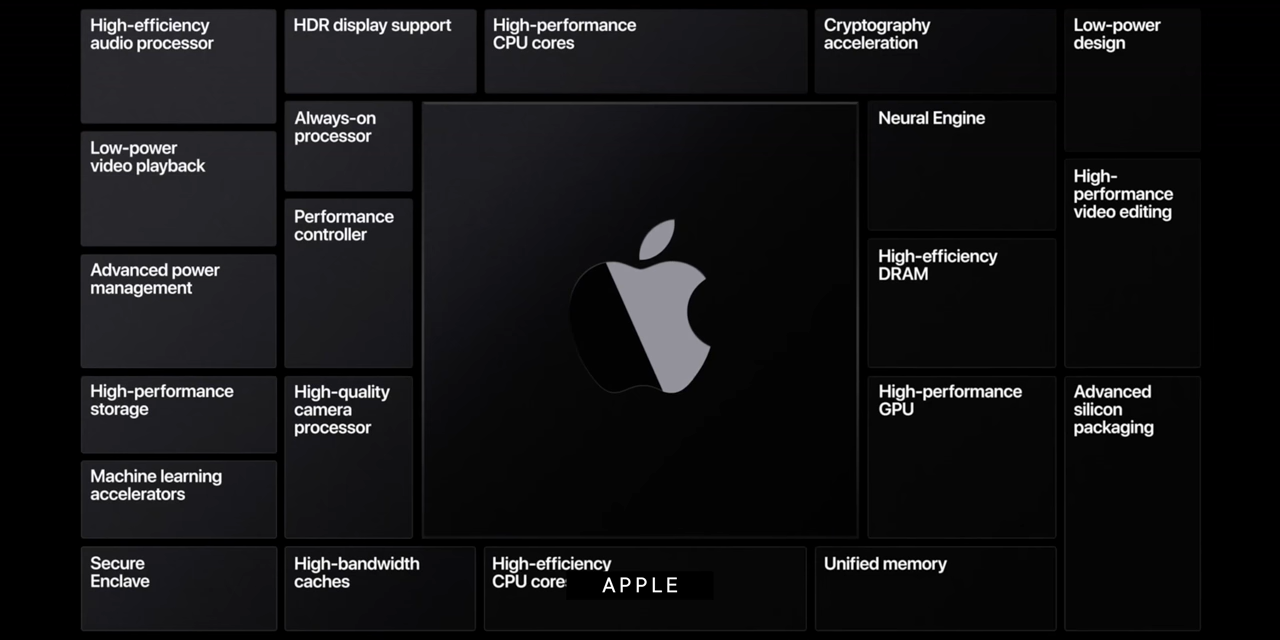 High-efficiency
audio processor
HDR display support
High-performance
CPU cores
Cryptography
acceleration
Low-power
design
Always-on
processor
Neural Engine
Low-power
video playback
High-
performance
video editing
Performance
controller
High-efficiency
DRAM
Advanced power
management
High-performance
storage
High-quality
camera
processor
High-performance
GPU
Advanced
silicon
packaging
Machine learning
accelerators
Secure
Enclave
High-bandwidth
caches
High-efficiency
CPU cores
Unified memory
APPLE